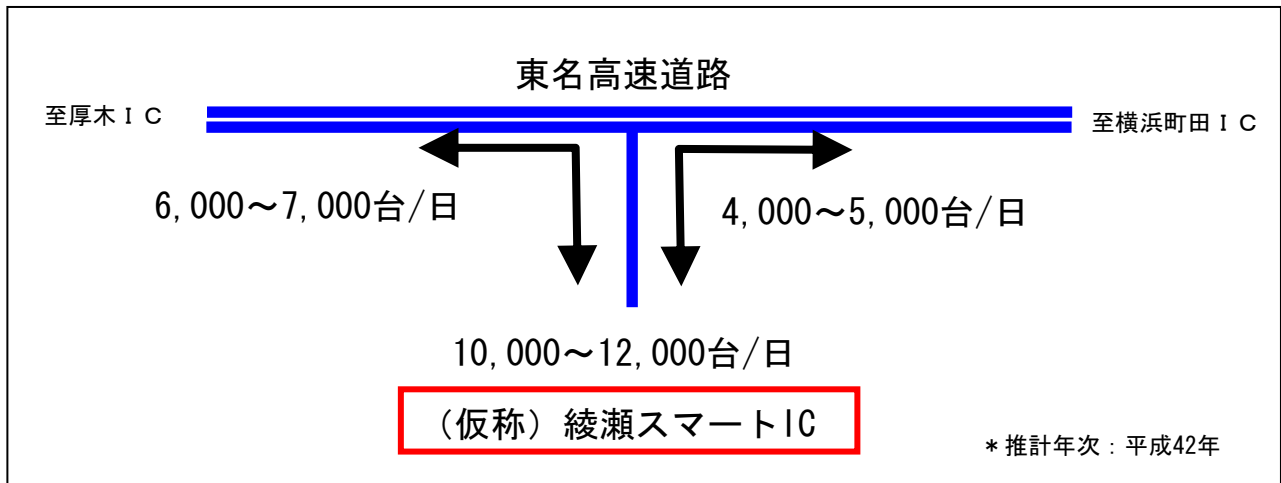 東名高速道路
至厚木ＩＣ
至横浜町田ＩＣ
6,000～7,000台/日
4,000～5,000台/日
10,000～12,000台/日
（仮称）綾瀬スマートIC
＊推計年次：平成42年